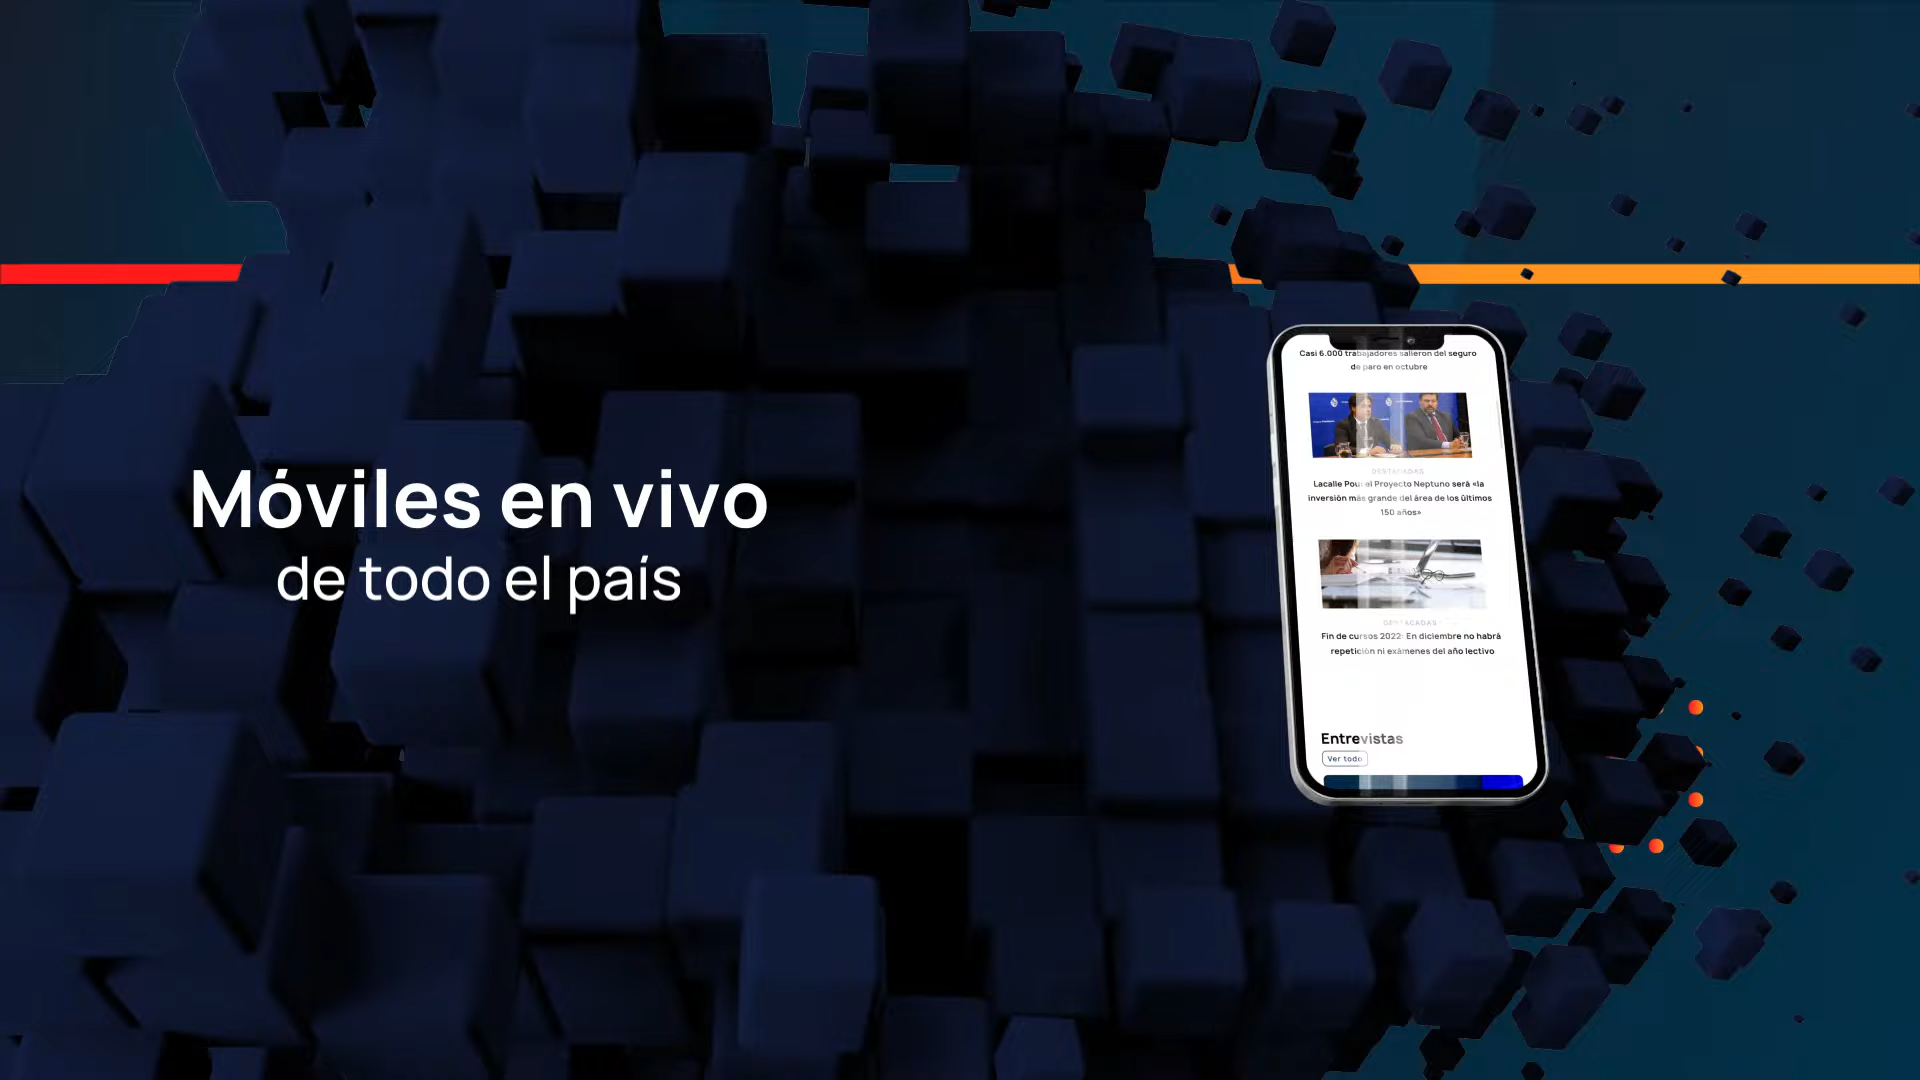 Móviles en vivo
de todo el país
Casi 6.000 trabajadores salieron del seguro
de paro en octubre
DESTACADAS
Lacalle Pou: el Proyecto Neptuno será «la
inversión más grande del área de los últimos
150 años»
DESTACADAS
Fin de cursos 2022: En diciembre no habrá
repetición ni exámenes del año lectivo
Entrevistas
Ver todo